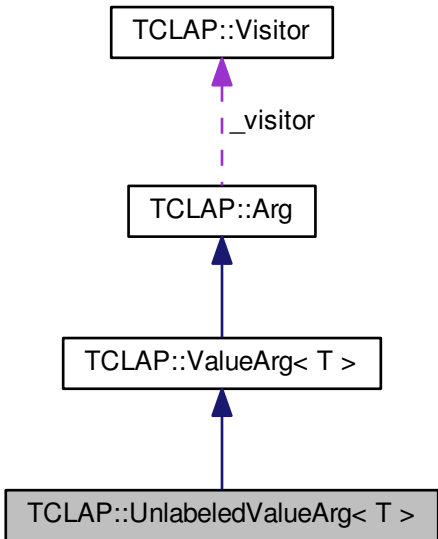 TCLAP::Visitor
_visitor
TCLAP::Arg
TCLAP::ValueArg< T >
TCLAP::UnlabeledValueArg< T >